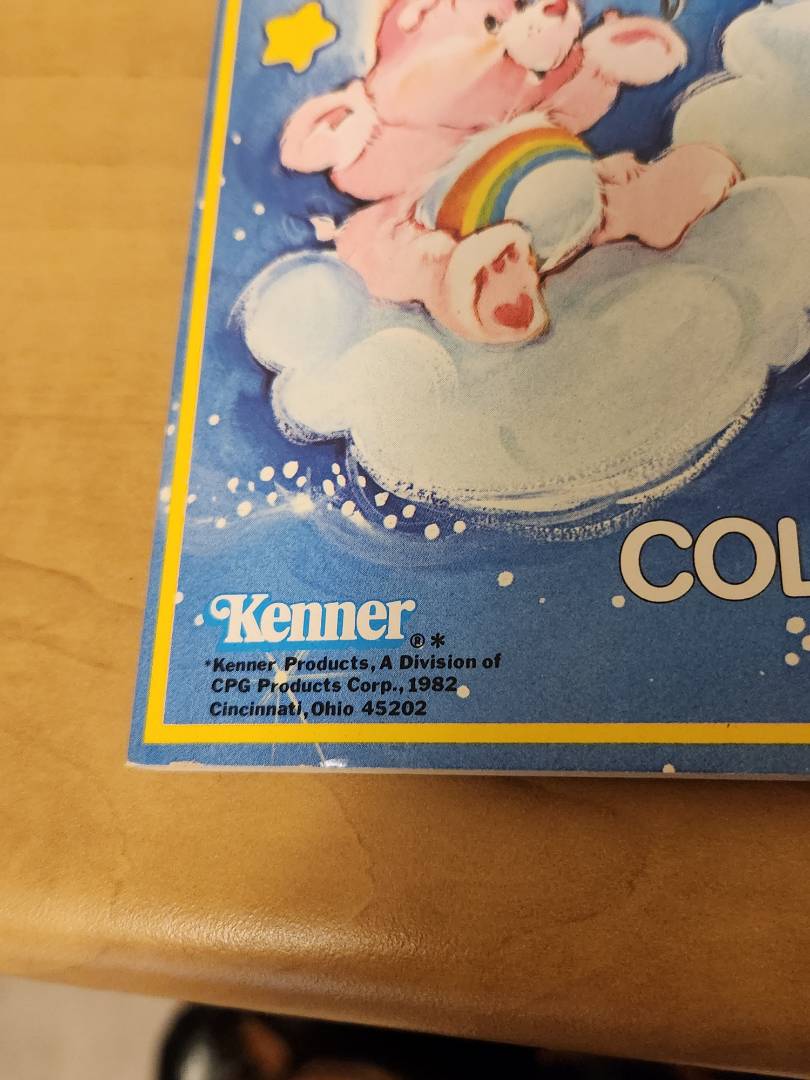 COL
Kenner®*
*Kenner Products, A Division of
CPG Products Corp., 1982
Cincinnati, Ohio 45202